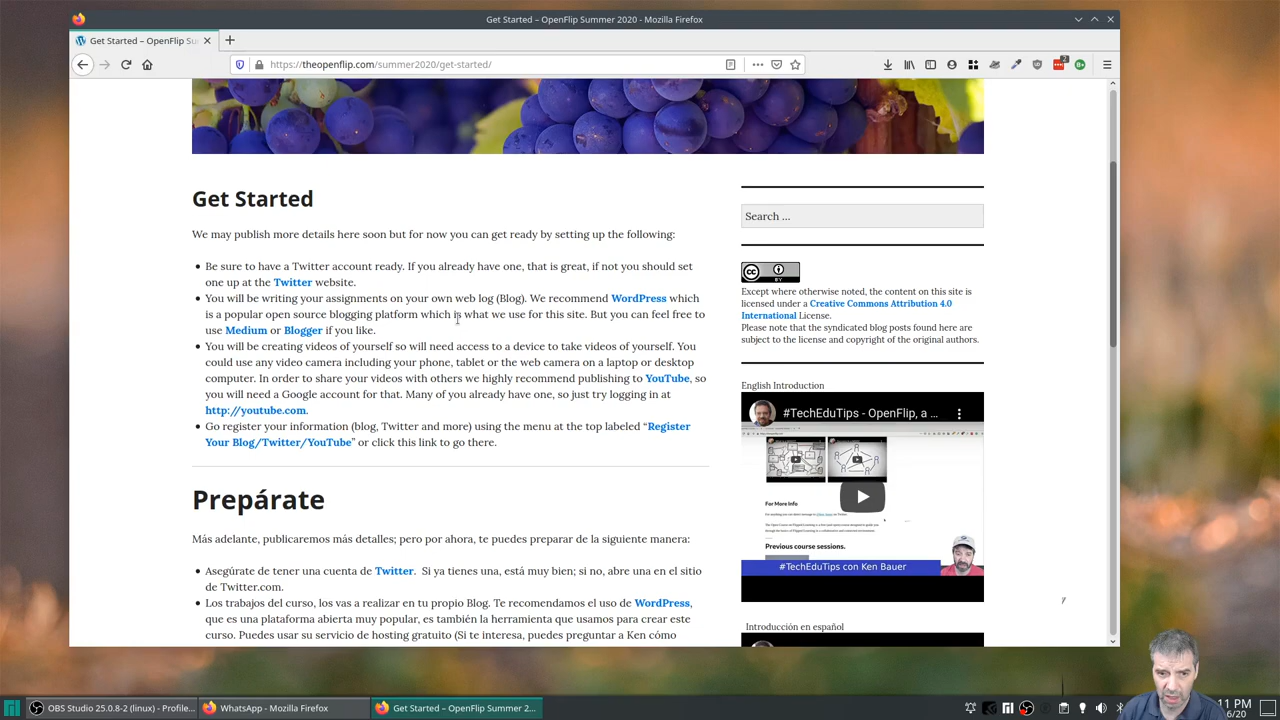 Get Started – OpenFlip Summer 2020 - Mozilla Firefox
Get Started – OpenFlip Su
https://theopenflip.com/summer2020/get-started/
Get Started
We may publish more details here soon but for now you can get ready by setting up the following:
Be sure to have a Twitter account ready. If you already have one, that is great, if not you should set
one up at the Twitter website.
You will be writing your assignments on your own web log (Blog). We recommend WordPress which
is a popular open source blogging platform which is what we use for this site. But you can feel free to
use Medium or Blogger if you like.
You will be creating videos of yourself so will need access to a device to take videos of yourself. You
could use any video camera including your phone, tablet or the web camera on a laptop or desktop
computer. In order to share your videos with others we highly recommend publishing to YouTube, so
you will need a Google account for that. Many of you already have one, so just try logging in at
http://youtube.com.
Go register your information (blog, Twitter and more) using the menu at the top labeled “Register
Your Blog/Twitter/YouTube” or click this link to go there.
Prepárate
Más adelante, publicaremos más detalles; pero por ahora, te puedes preparar de la siguiente manera:
Asegúrate de tener una cuenta de Twitter. Si ya tienes una, está muy bien; si no, abre una en el sitio
de Twitter.com.
Los trabajos del curso, los vas a realizar en tu propio Blog. Te recomendamos el uso de WordPress,
que es una plataforma abierta muy popular, es también la herramienta que usamos para crear este
curso. Puedes usar su servicio de hosting gratuito (Si te interesa, puedes preguntar a Ken cómo
Search ...
CC BY
Except where otherwise noted, the content on this site is
licensed under a Creative Commons Attribution 4.0
International License.
Please note that the syndicated blog posts found here are
subject to the license and copyright of the original authors.
English Introduction
#TechEduTips - OpenFlip, a ...
For More Info
Previous course sessions.
#TechEduTips con Ken Bauer
Introducción en español
OBS Studio 25.0.8-2 (linux) - Profile...
WhatsApp - Mozilla Firefox
Get Started – OpenFlip Summer 2...
11 PM
6/20